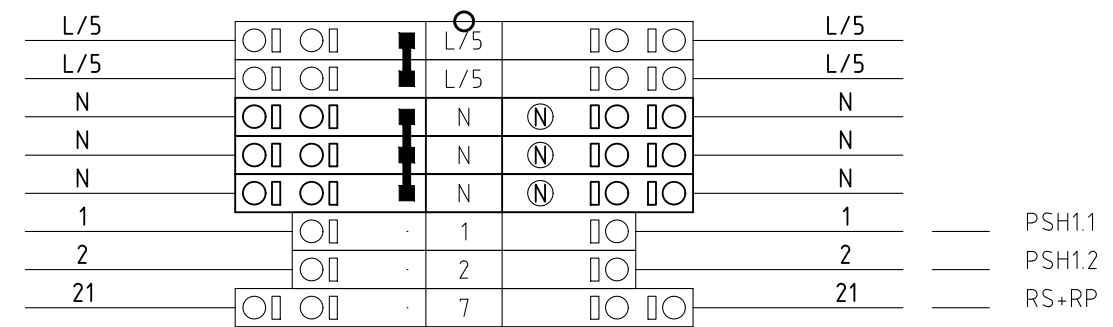 L/5 L/5 L/5
L/5 L/5 L/5
N N N N
N N N N
N N N N
1 1 1 PSH1.1
2 2 2 PSH1.2
21 7 21 RS+RP